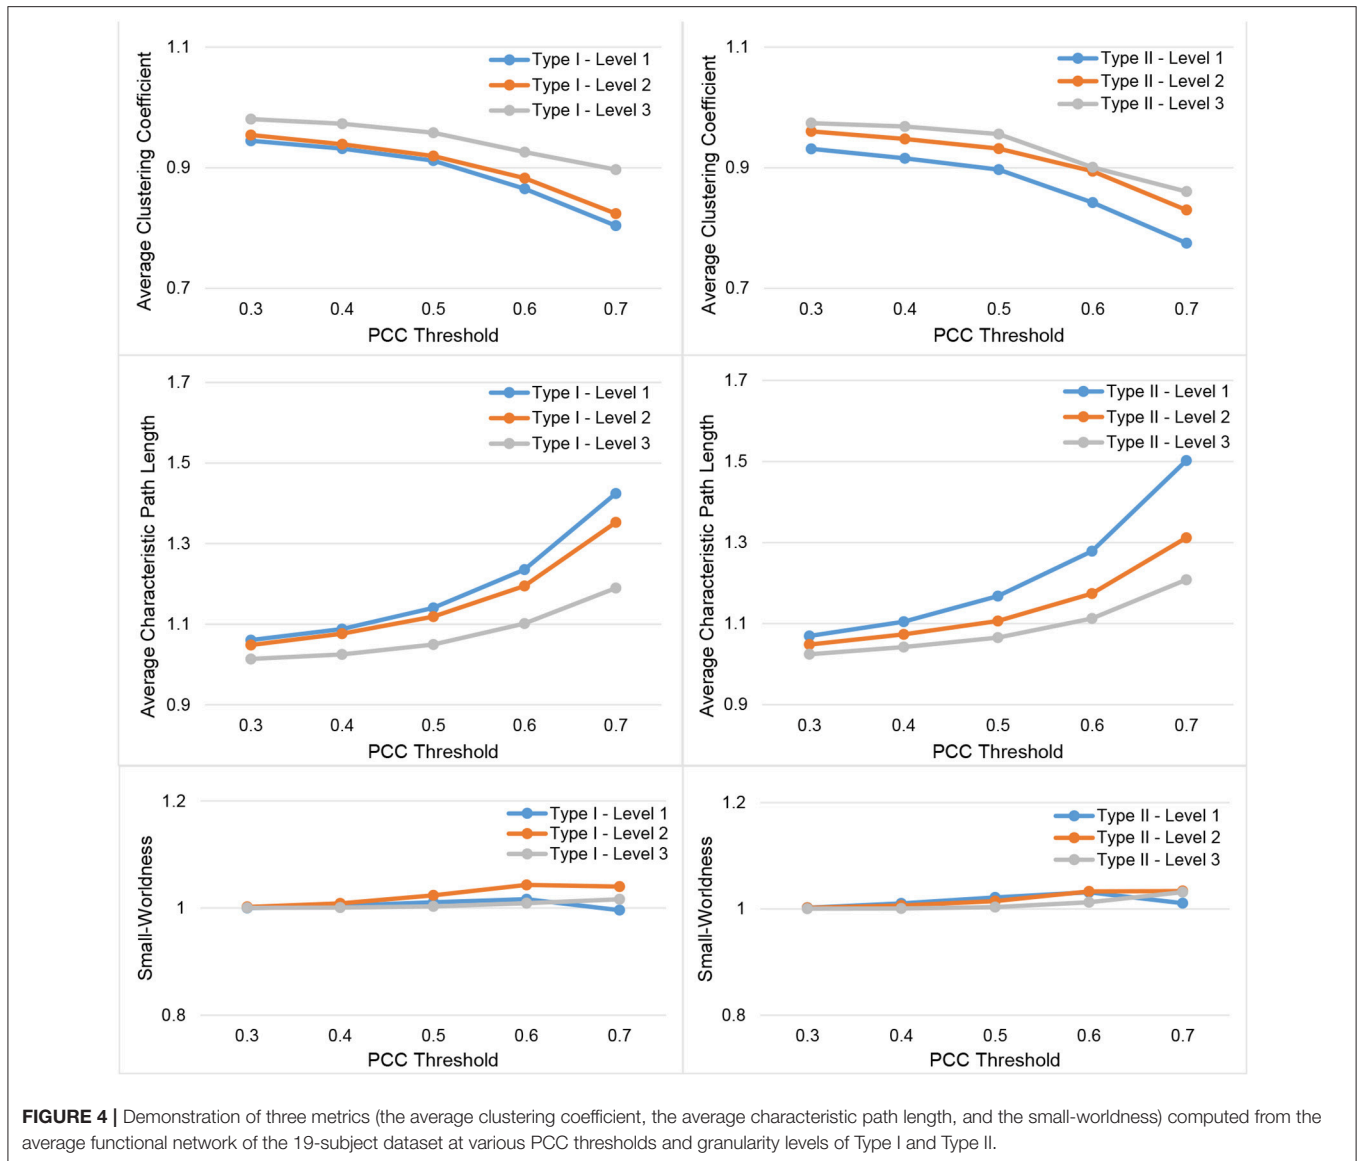 1.1
0.9
0.7
Average Clustering Coefficient
Type I - Level 1
Type I - Level 2
Type I - Level 3
0.3 0.4 0.5 0.6 0.7
PCC Threshold
1.1
0.9
0.7
Average Clustering Coefficient
Type II - Level 1
Type II - Level 2
Type II - Level 3
0.3 0.4 0.5 0.6 0.7
PCC Threshold
1.7
1.5
1.3
1.1
0.9
Average Characteristic Path Length
Type I - Level 1
Type I - Level 2
Type I - Level 3
0.3 0.4 0.5 0.6 0.7
PCC Threshold
1.7
1.5
1.3
1.1
0.9
Average Characteristic Path Length
Type II - Level 1
Type II - Level 2
Type II - Level 3
0.3 0.4 0.5 0.6 0.7
PCC Threshold
1.2
1
0.8
Small-Worldness
Type I - Level 1
Type I - Level 2
Type I - Level 3
0.3 0.4 0.5 0.6 0.7
PCC Threshold
1.2
1
0.8
Small-Worldness
Type II - Level 1
Type II - Level 2
Type II - Level 3
0.3 0.4 0.5 0.6 0.7
PCC Threshold
FIGURE 4 | Demonstration of three metrics (the average clustering coefficient, the average characteristic path length, and the small-worldness) computed from the
average functional network of the 19-subject dataset at various PCC thresholds and granularity levels of Type I and Type II.